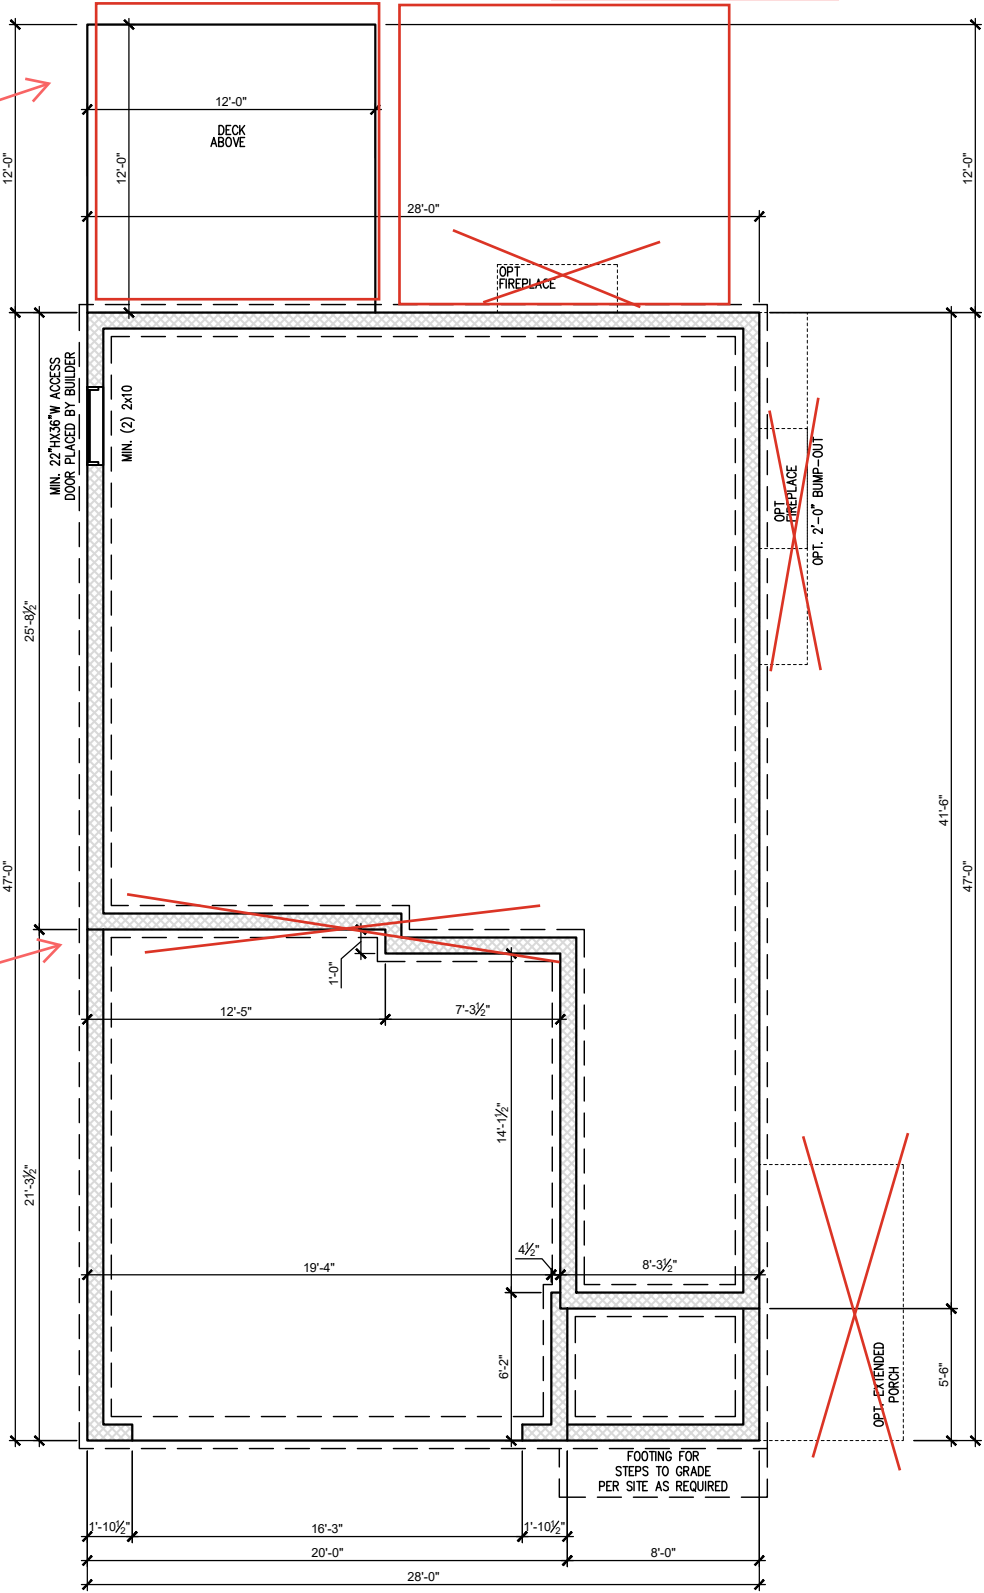 12'-0"
DECK
ABOVE
12'-0"
12'-0"
12'-0"
28'-0"
OPT
FIREPLACE
MIN. 22"HX36"W ACCESS
DOOR PLACED BY BUILDER
MIN. (2) 2x10
OPT
FIREPLACE
OPT. 2'-0" BUMP-OUT
25'-8½"
47'-0"
41'-6"
47'-0"
1'-0"
12'-5"
7'-3½"
14'-1½"
21'-3½"
4½"
19'-4"
8'-3½"
6'-2"
5'-6"
OPT. EXTENDED
PORCH
FOOTING FOR
STEPS TO GRADE
PER SITE AS REQUIRED
1'-10½"
16'-3"
1'-10½"
20'-0"
8'-0"
28'-0"